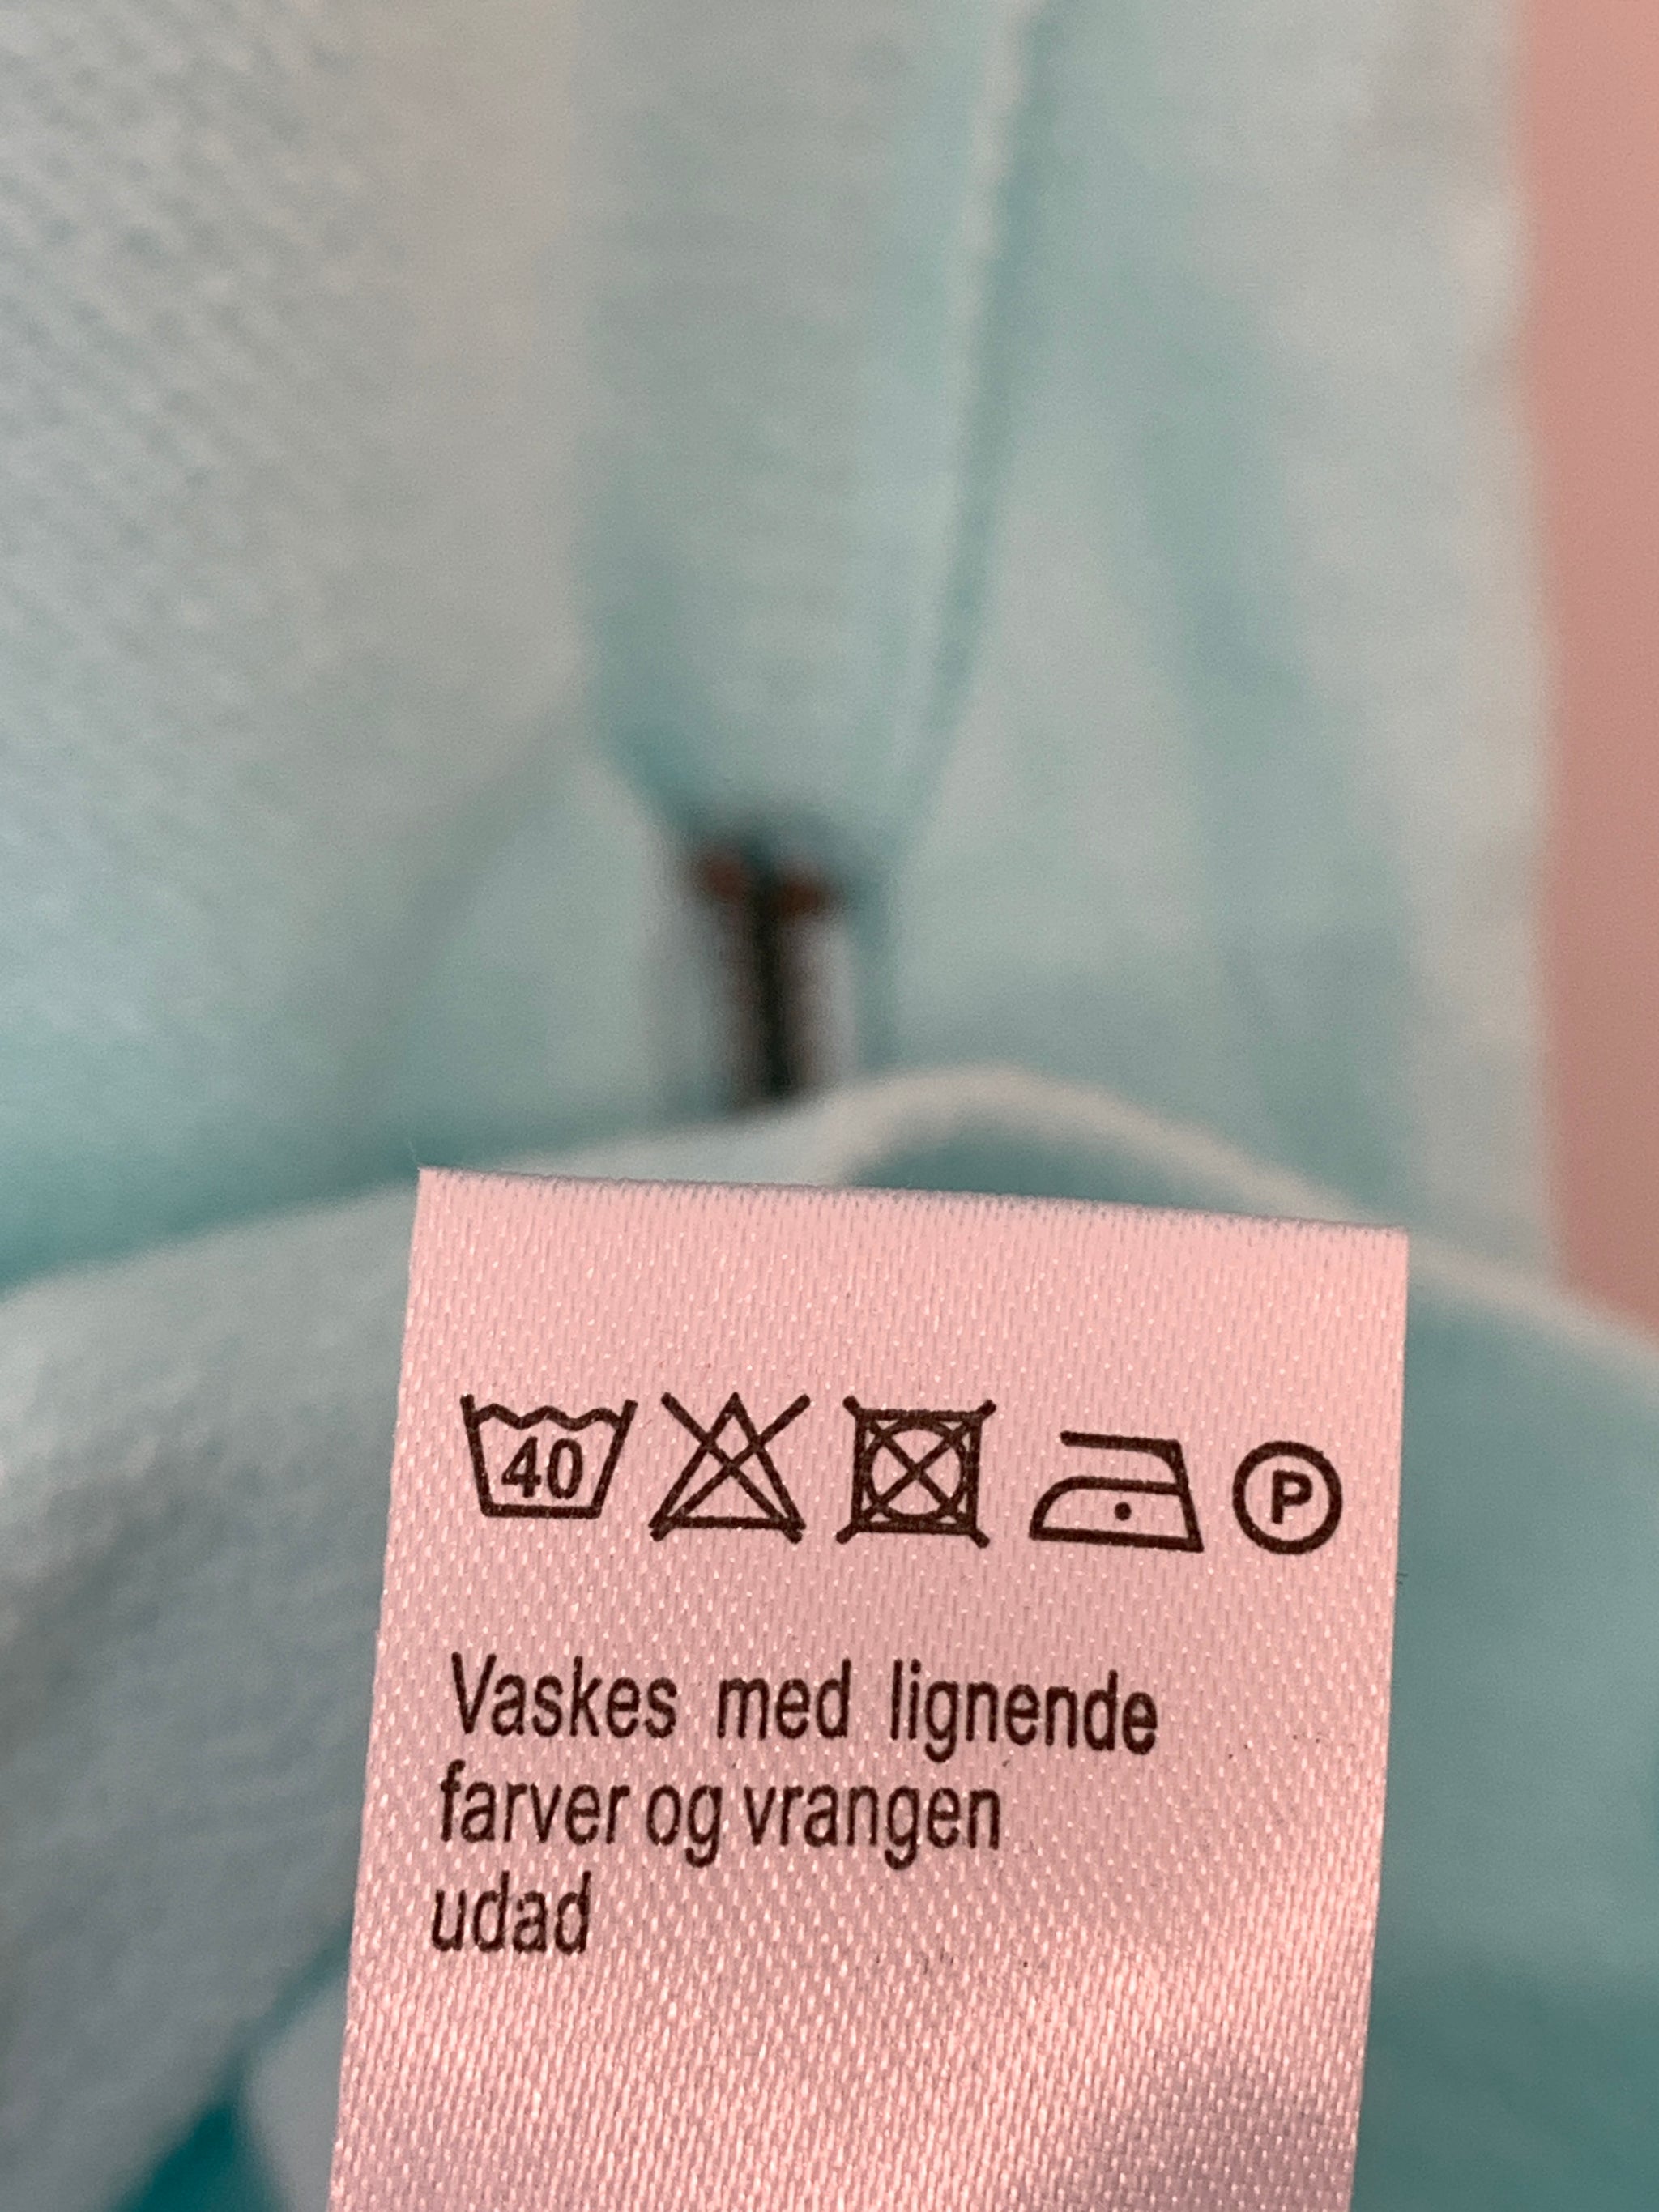 40 P
Vaskes med lignende
farver og vrangen
udad